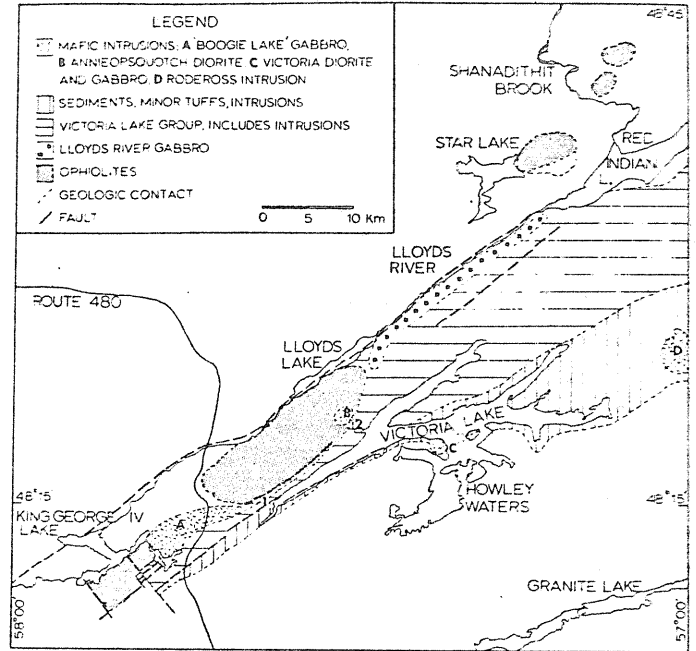 LEGEND
MAFIC INTRUSIONS; A 'BOOGIE LAKE' GABBRO,
B ANNIEOPSQUOTCH DIORITE C VICTORIA DIORITE
AND GABBRO, D RODEROSS INTRUSION
SEDIMENTS, MINOR TUFFS, INTRUSIONS
VICTORIA LAKE GROUP, INCLUDES INTRUSIONS
LLOYDS RIVER GABBRO
OPHIOLITES
GEOLOGIC CONTACT
FAULT
0 5 10 Km
48°45'
SHANADITHIT
BROOK
STAR LAKE
RED
INDIAN
L.
LLOYDS
RIVER
ROUTE 480
LLOYDS
LAKE
D
B
2
VICTORIA LAKE
C
48°15'
48°15'
HOWLEY
WATERS
KING GEORGE IV
LAKE
A
1
GRANITE LAKE
58°00'
57°00'